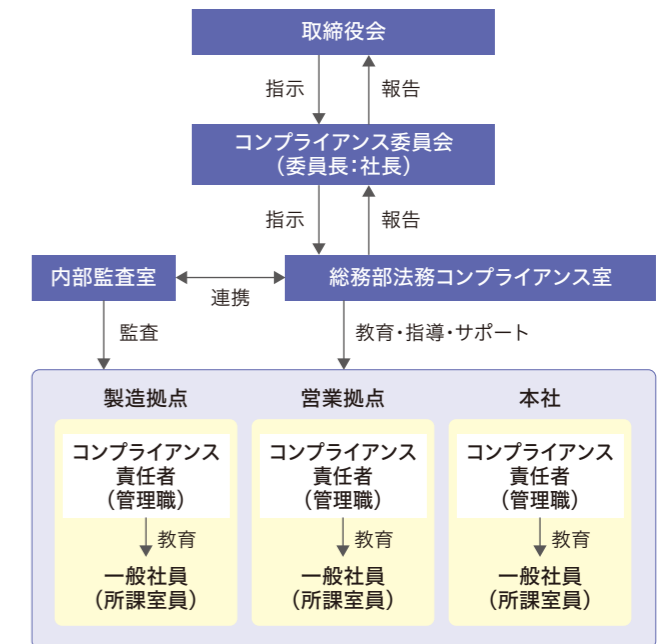 取締役会
指示
報告
コンプライアンス委員会
（委員長：社長）
指示
報告
内部監査室
連携
総務部法務コンプライアンス室
監査
教育・指導・サポート
製造拠点
営業拠点
本社
コンプライアンス
責任者
（管理職）
教育
一般社員
（所課室員）
コンプライアンス
責任者
（管理職）
教育
一般社員
（所課室員）
コンプライアンス
責任者
（管理職）
教育
一般社員
（所課室員）